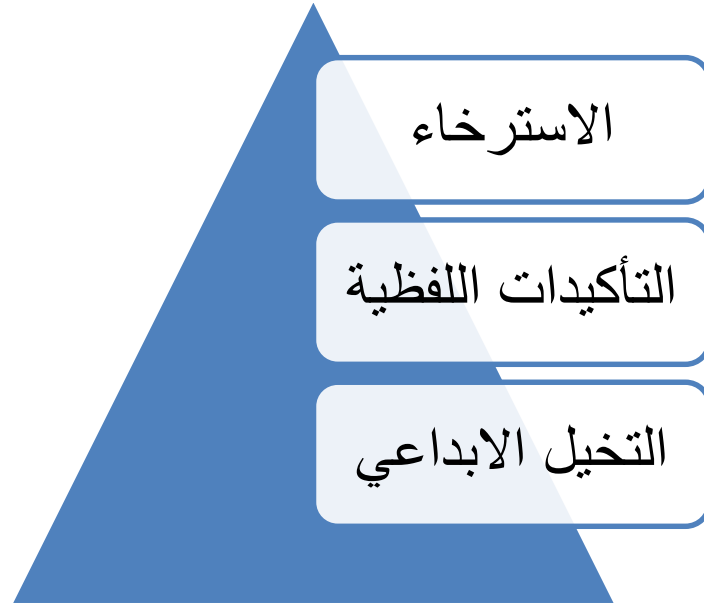 الاسترخاء
التأكيدات اللفظية
التخيل الابداعي